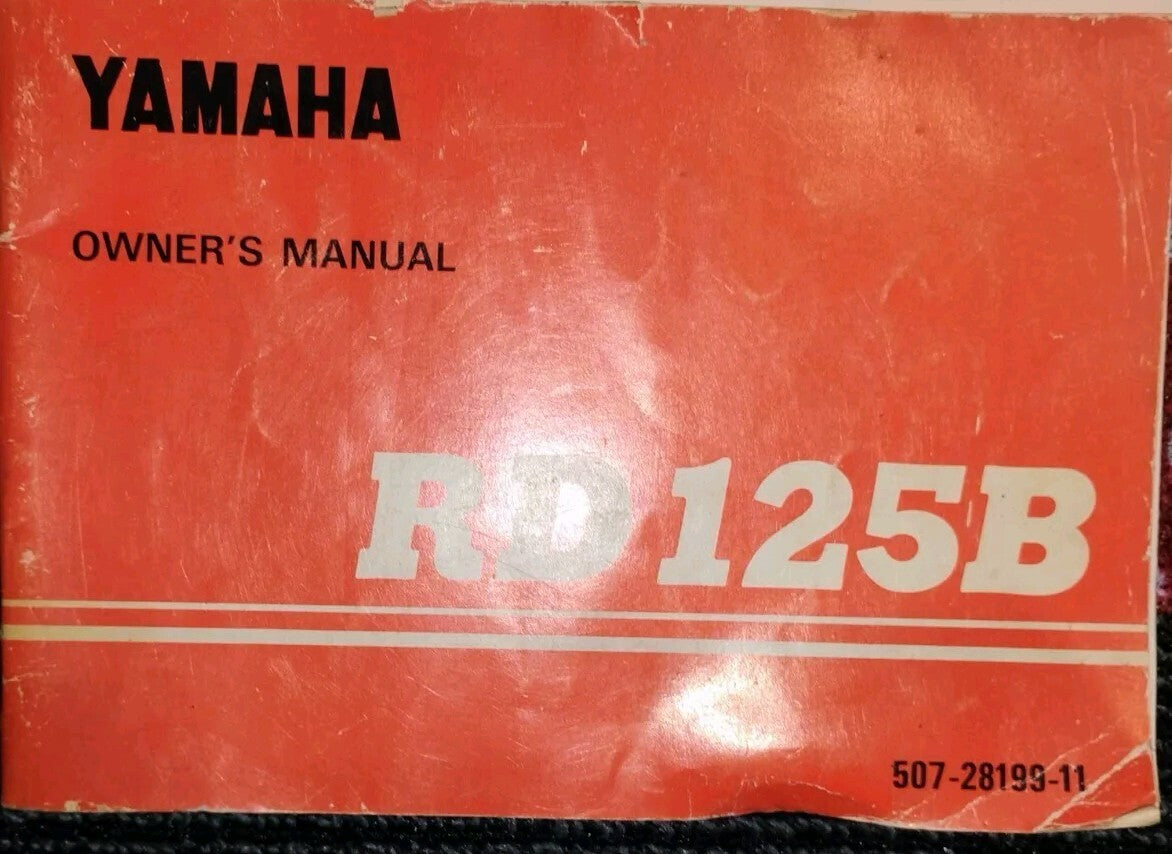 YAMAHA
OWNER'S MANUAL
RD 125B
507-28199-11